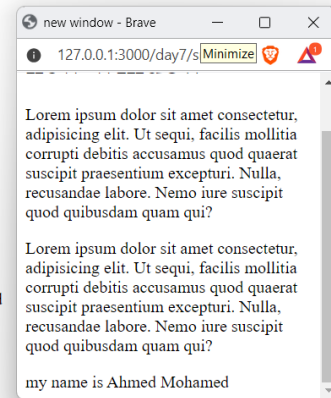 new window - Brave
127.0.0.1:3000/day7/s
Minimize
1
Lorem ipsum dolor sit amet consectetur,
adipisicing elit. Ut sequi, facilis mollitia
corrupti debitis accusamus quod quaerat
suscipit praesentium excepturi. Nulla,
recusandae labore. Nemo iure suscipit
quod quibusdam quam qui?
Lorem ipsum dolor sit amet consectetur,
adipisicing elit. Ut sequi, facilis mollitia
corrupti debitis accusamus quod quaerat
suscipit praesentium excepturi. Nulla,
recusandae labore. Nemo iure suscipit
quod quibusdam quam qui?
my name is Ahmed Mohamed